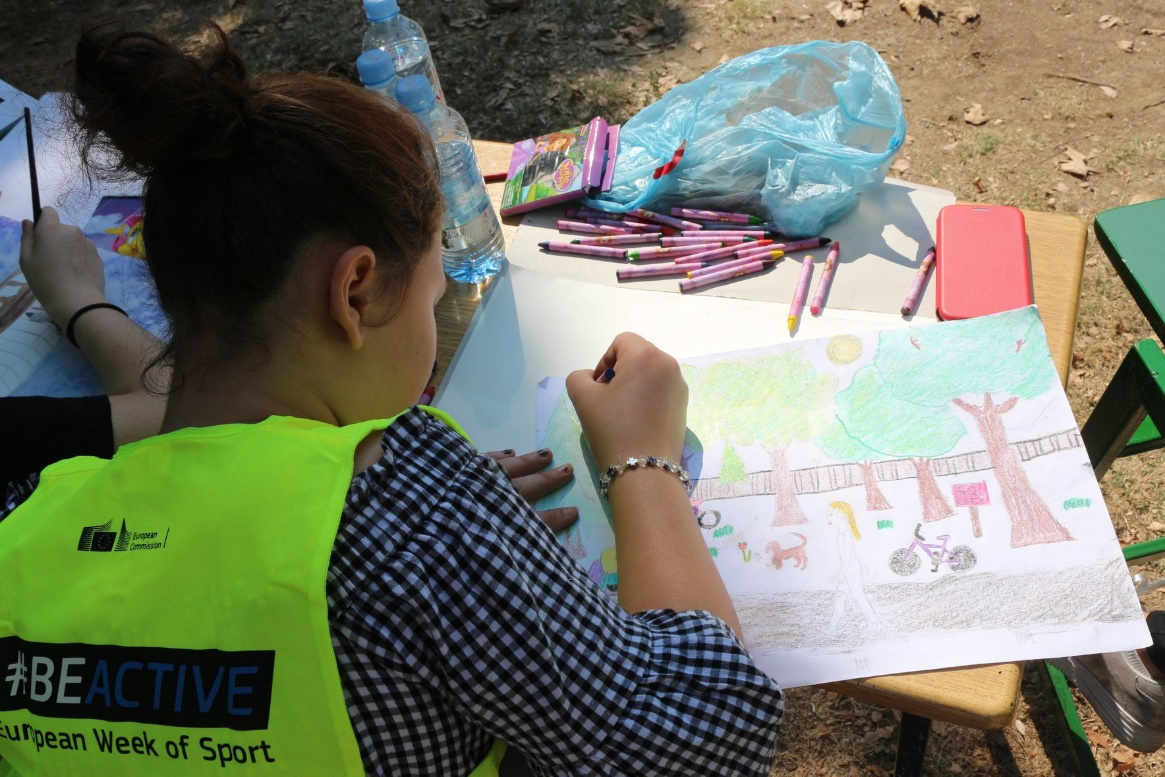 European
Commission
#BEACTIVE
European Week of Sport